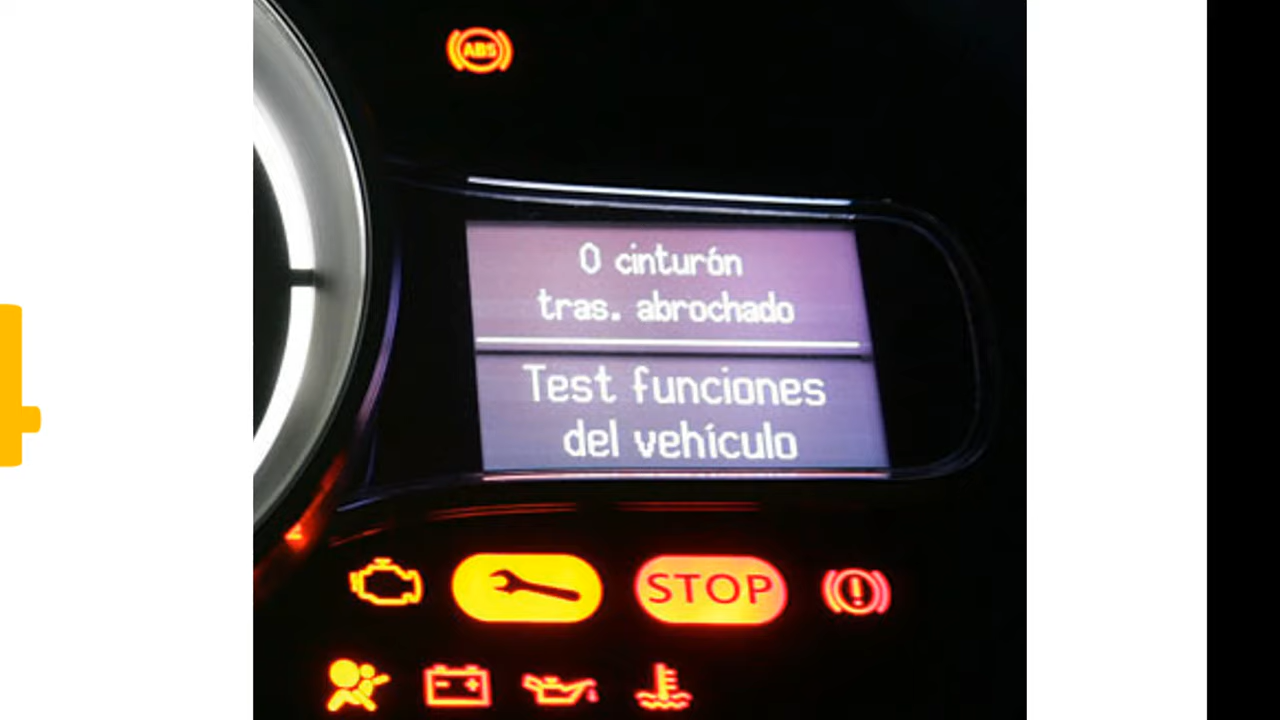 ABS
0 cinturón
tras. abrochado
Test funciones
del vehículo
STOP